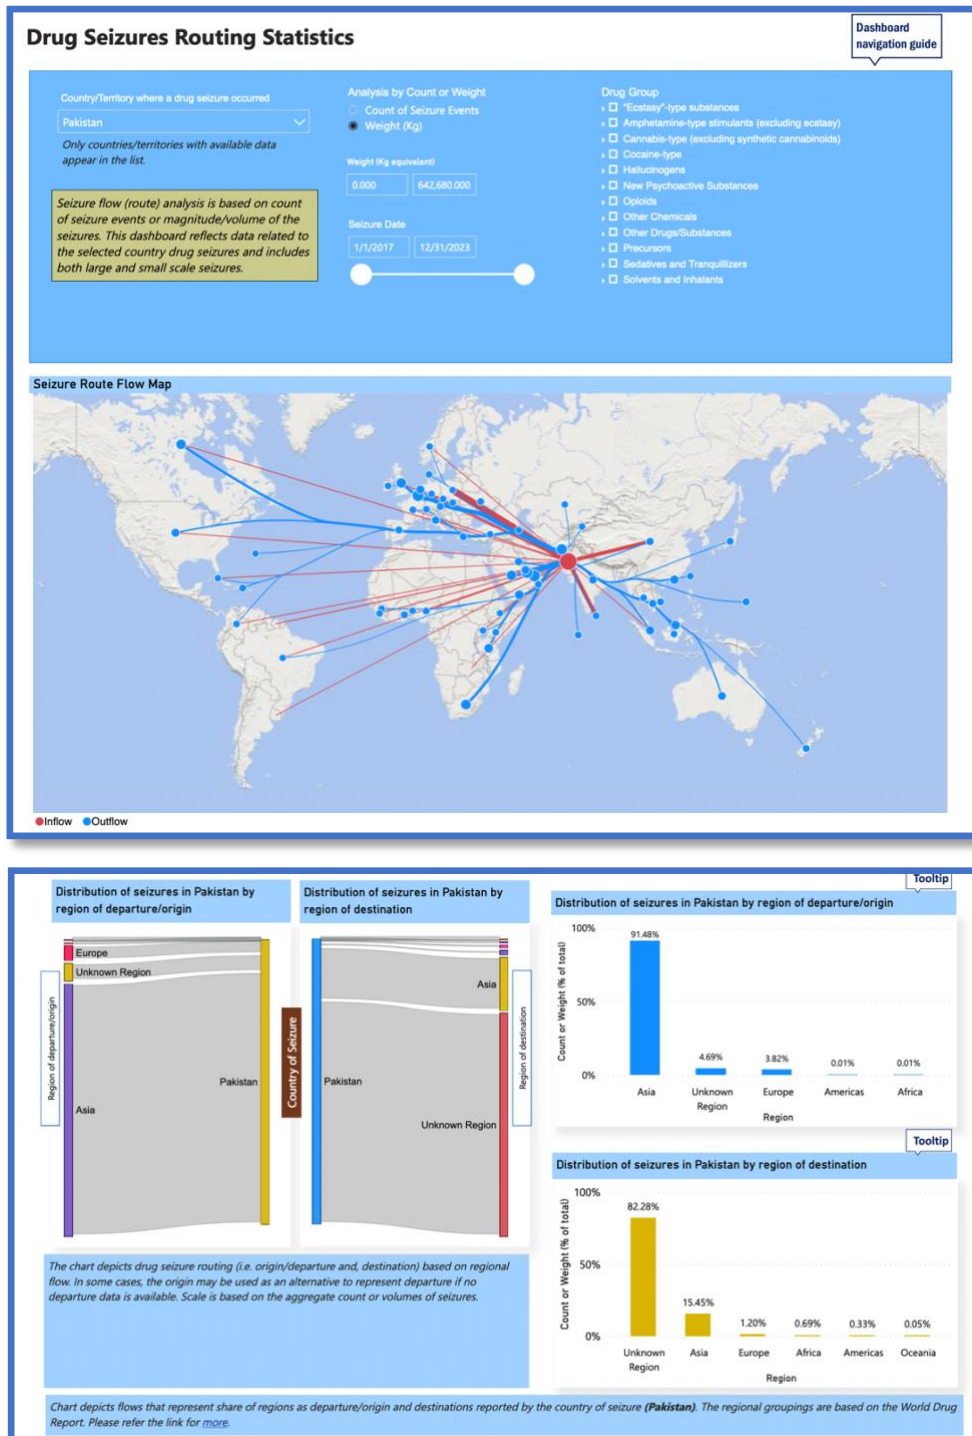 Drug Seizures Routing Statistics
Dashboard
navigation guide
Country/Territory where a drug seizure occurred
Pakistan
Only countries/territories with available data
appear in the list.
Seizure flow (route) analysis is based on count
of seizure events or magnitude/volume of the
seizures. This dashboard reflects data related to
the selected country drug seizures and includes
both large and small scale seizures.
Analysis by Count or Weight
Count of Seizure Events
Weight (Kg)
Weight (Kg equivalent)
0.000 642,680.000
Seizure Date
1/1/2017 12/31/2023
Drug Group
"Ecstasy"-type substances
Amphetamine-type stimulants (excluding ecstasy)
Cannabis-type (excluding synthetic cannabinoids)
Cocaine-type
Hallucinogens
New Psychoactive Substances
Opioids
Other Chemicals
Other Drugs/Substances
Precursors
Sedatives and Tranquillizers
Solvents and Inhalants
Seizure Route Flow Map
Inflow Outflow
Distribution of seizures in Pakistan by
region of departure/origin
Region of departure/origin
Europe
Unknown Region
Asia
Pakistan
Country of Seizure
Distribution of seizures in Pakistan by
region of destination
Pakistan
Asia
Unknown Region
Region of destination
The chart depicts drug seizure routing (i.e. origin/departure and, destination) based on regional
flow. In some cases, the origin may be used as an alternative to represent departure if no
departure data is available. Scale is based on the aggregate count or volumes of seizures.
Tooltip
Distribution of seizures in Pakistan by region of departure/origin
Count or Weight (% of total)
100%
50%
0%
91.48%
4.69%
3.82%
0.01%
0.01%
Asia
Unknown
Region
Europe
Americas
Africa
Region
Tooltip
Distribution of seizures in Pakistan by region of destination
Count or Weight (% of total)
100%
50%
0%
82.28%
15.45%
1.20%
0.69%
0.33%
0.05%
Unknown
Region
Asia
Europe
Africa
Americas
Oceania
Region
Chart depicts flows that represent share of regions as departure/origin and destinations reported by the country of seizure (Pakistan). The regional groupings are based on the World Drug
Report. Please refer the link for more.